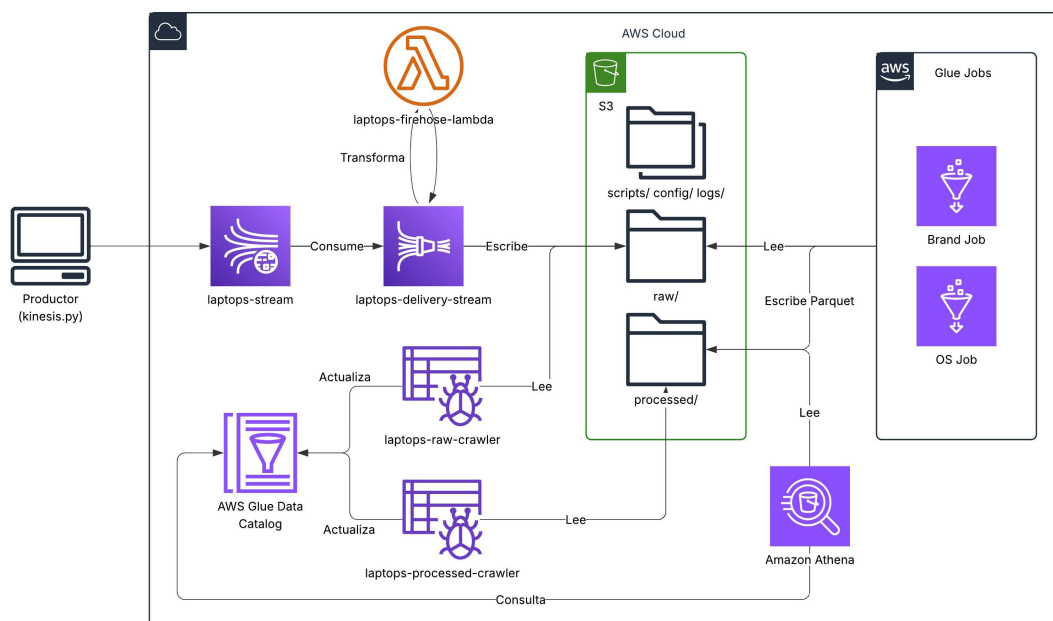 AWS Cloud
laptops-firehose-lambda
Transforma
S3
scripts/ config/ logs/
aws
Glue Jobs
Brand Job
OS Job
Productor
(kinesis.py)
laptops-stream
Consume
laptops-delivery-stream
Escribe
raw/
Lee
Escribe Parquet
processed/
Actualiza
laptops-raw-crawler
Lee
Lee
AWS Glue Data
Catalog
Actualiza
laptops-processed-crawler
Lee
Amazon Athena
Consulta